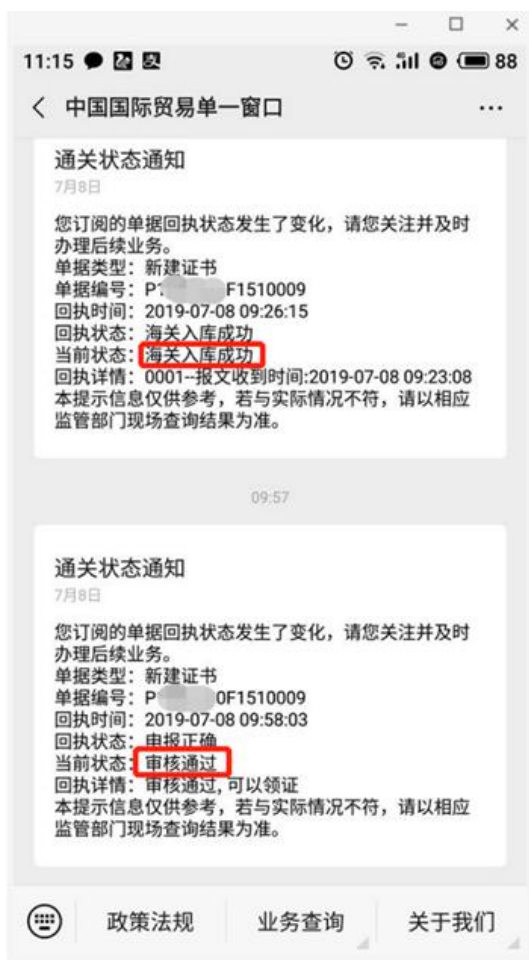 11:15 88
中国国际贸易单一窗口
通关状态通知
7月8日
您订阅的单据回执状态发生了变化，请您关注并及时
办理后续业务。
单据类型：新建证书
单据编号：P F1510009
回执时间：2019-07-08 09:26:15
回执状态：海关入库成功
当前状态：海关入库成功
回执详情：0001--报文收到时间:2019-07-08 09:23:08
本提示信息仅供参考，若与实际情况不符，请以相应
监管部门现场查询结果为准。
09:57
通关状态通知
7月8日
您订阅的单据回执状态发生了变化，请您关注并及时
办理后续业务。
单据类型：新建证书
单据编号：P 0F1510009
回执时间：2019-07-08 09:58:03
回执状态：申报正确
当前状态：审核通过
回执详情：审核通过,可以领证
本提示信息仅供参考，若与实际情况不符，请以相应
监管部门现场查询结果为准。
政策法规 业务查询 关于我们